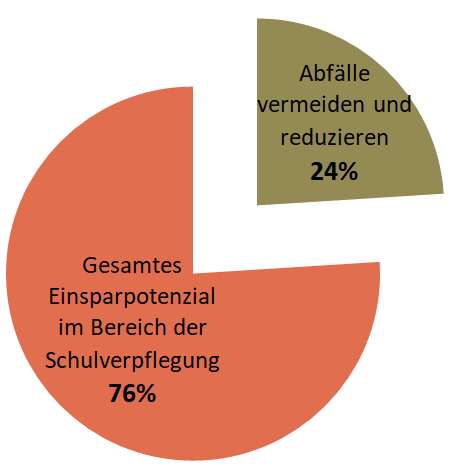 Abfälle
vermeiden und
reduzieren
24%
Gesamtes
Einsparpotenzial
im Bereich der
Schulverpflegung
76%